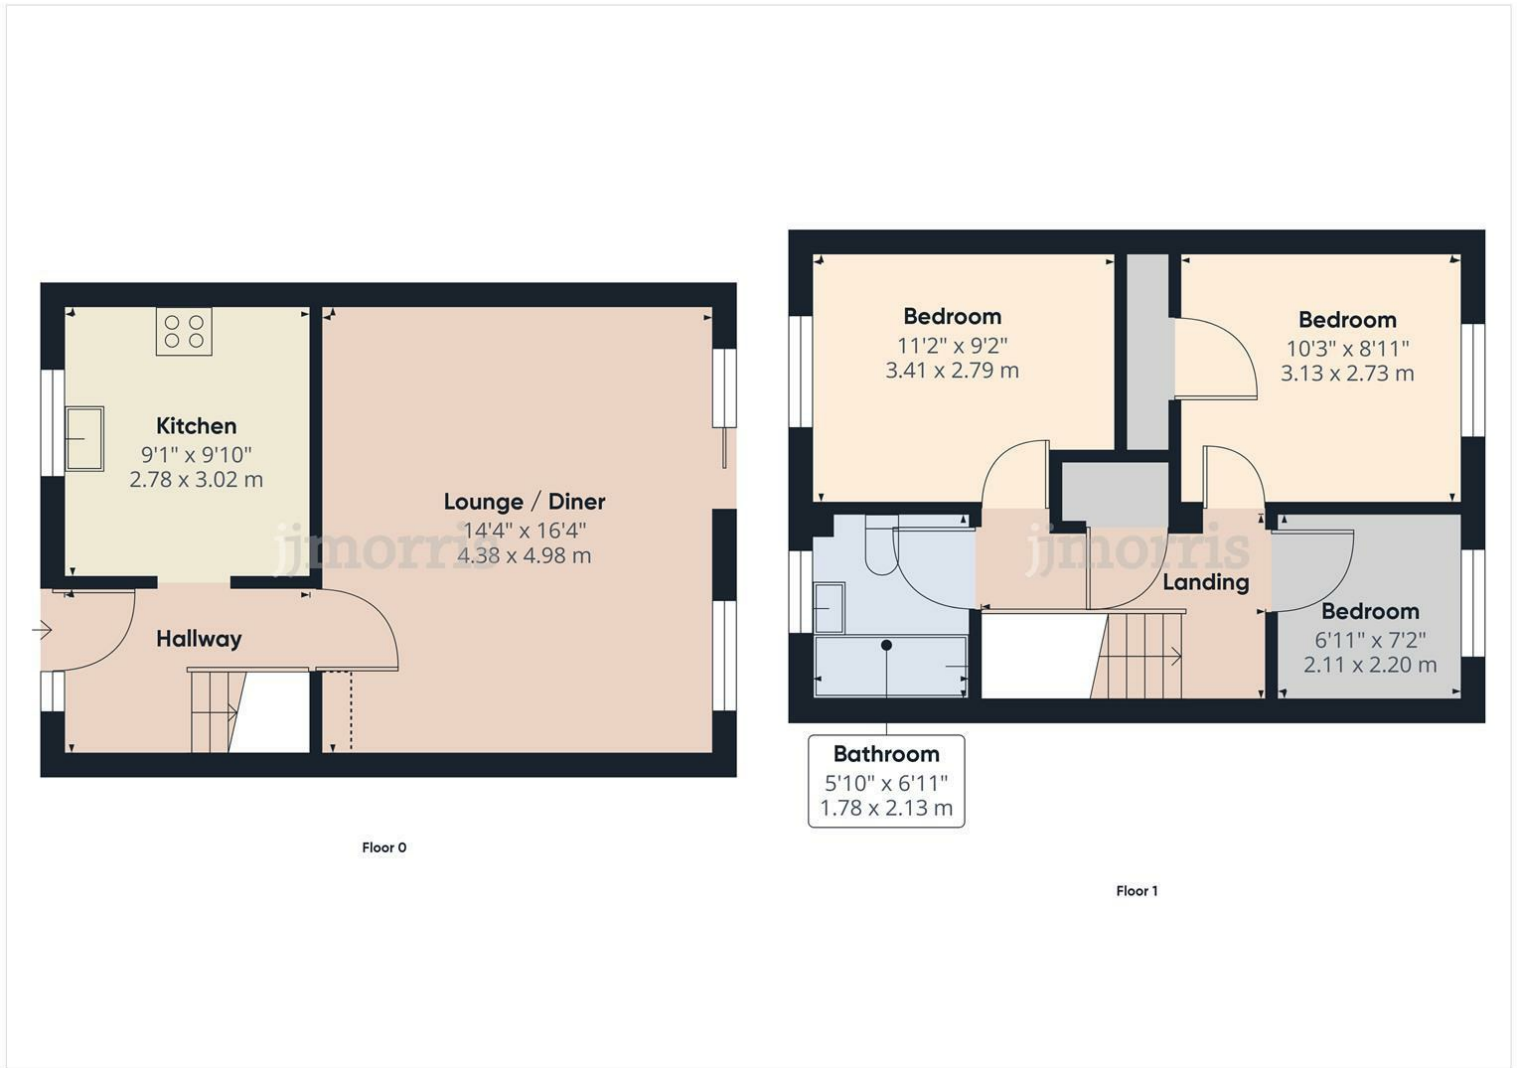 Kitchen
9'1" x 9'10"
2.78 x 3.02 m
Lounge / Diner
14'4" x 16'4"
4.38 x 4.98 m
jjmorris
Hallway
Floor 0
Bedroom
11'2" x 9'2"
3.41 x 2.79 m
Bedroom
10'3" x 8'11"
3.13 x 2.73 m
jjmorris
Landing
Bedroom
6'11" x 7'2"
2.11 x 2.20 m
Bathroom
5'10" x 6'11"
1.78 x 2.13 m
Floor 1